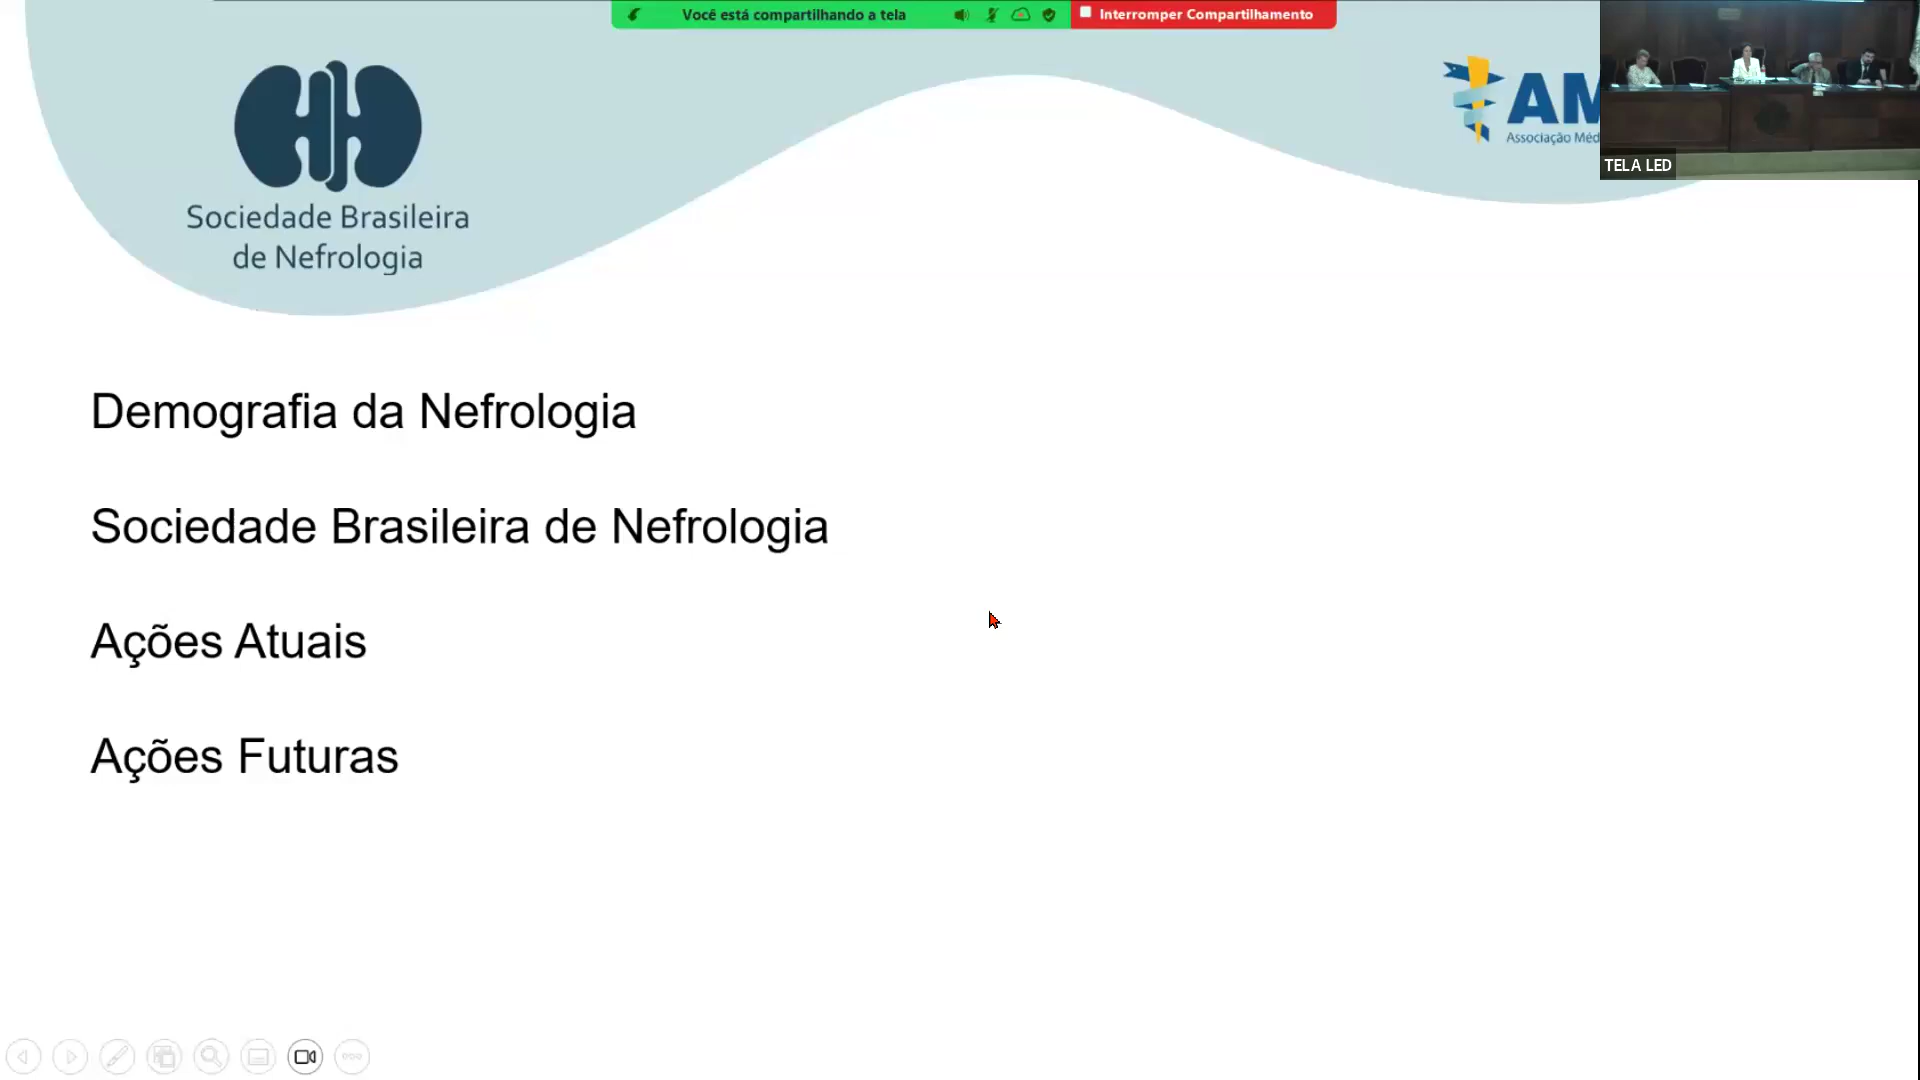 Você está compartilhando a tela
Interromper Compartilhamento
Sociedade Brasileira
de Nefrologia
AM
Associação Méd
TELA LED
Demografia da Nefrologia
Sociedade Brasileira de Nefrologia
Ações Atuais
Ações Futuras